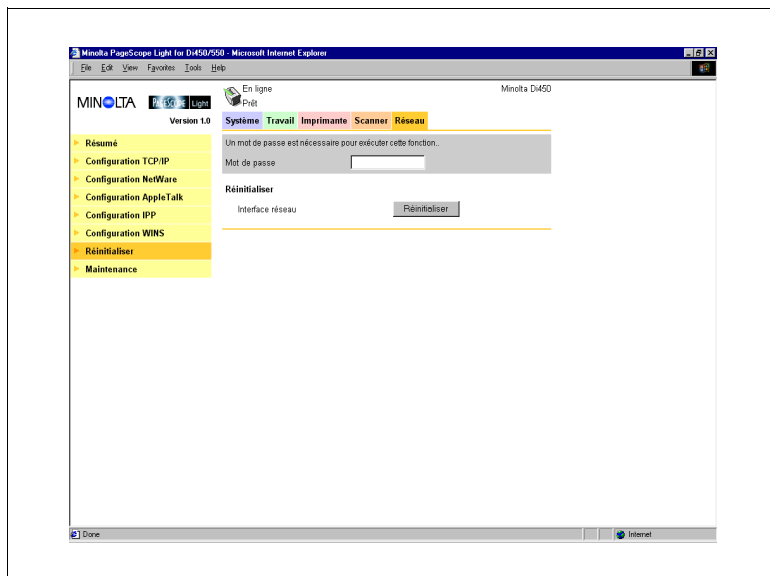 Minolta PageScope Light for Di450/550 - Microsoft Internet Explorer
File Edit View Favorites Tools Help
MINOLTA PAGESCOPE Light
Version 1.0
En ligne
Prêt
Minolta Di450
Système Travail Imprimante Scanner Réseau
Résumé
Configuration TCP/IP
Configuration NetWare
Configuration AppleTalk
Configuration IPP
Configuration WINS
Réinitialiser
Maintenance
Un mot de passe est nécessaire pour exécuter cette fonction..
Mot de passe
Réinitialiser
Interface réseau Réinitialiser
Done Internet